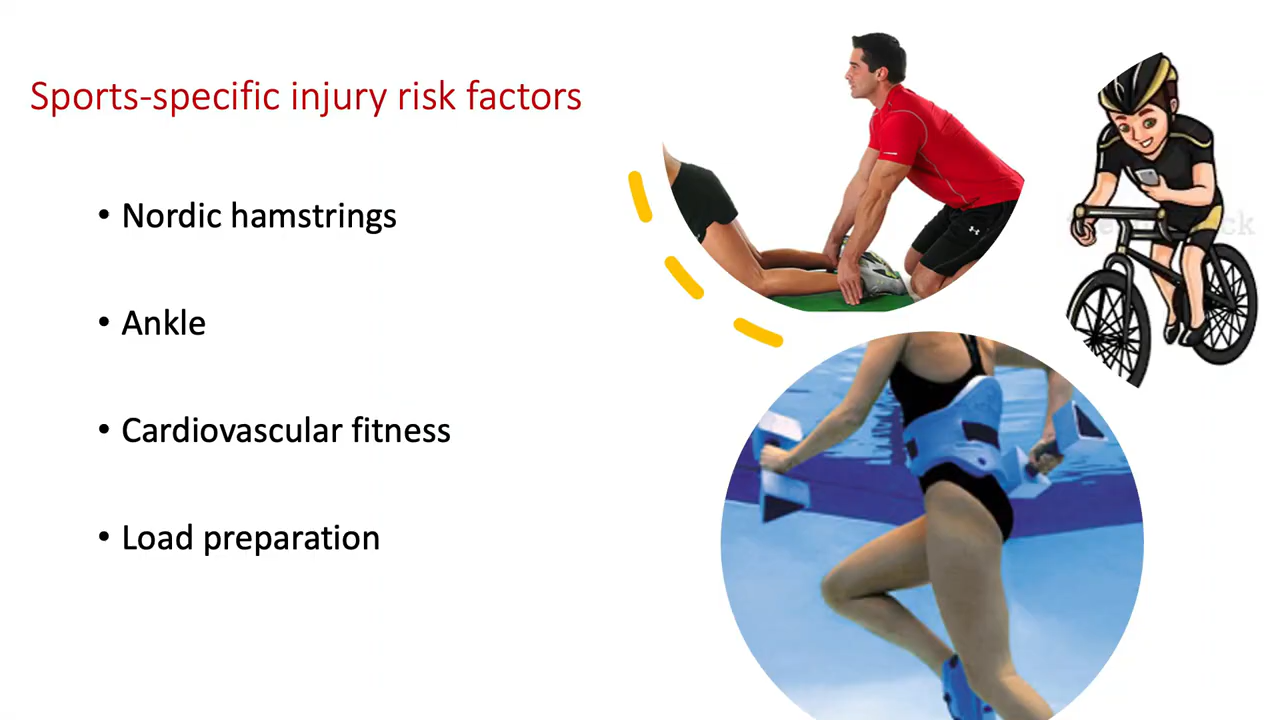 Sports-specific injury risk factors
• Nordic hamstrings
• Ankle
• Cardiovascular fitness
• Load preparation